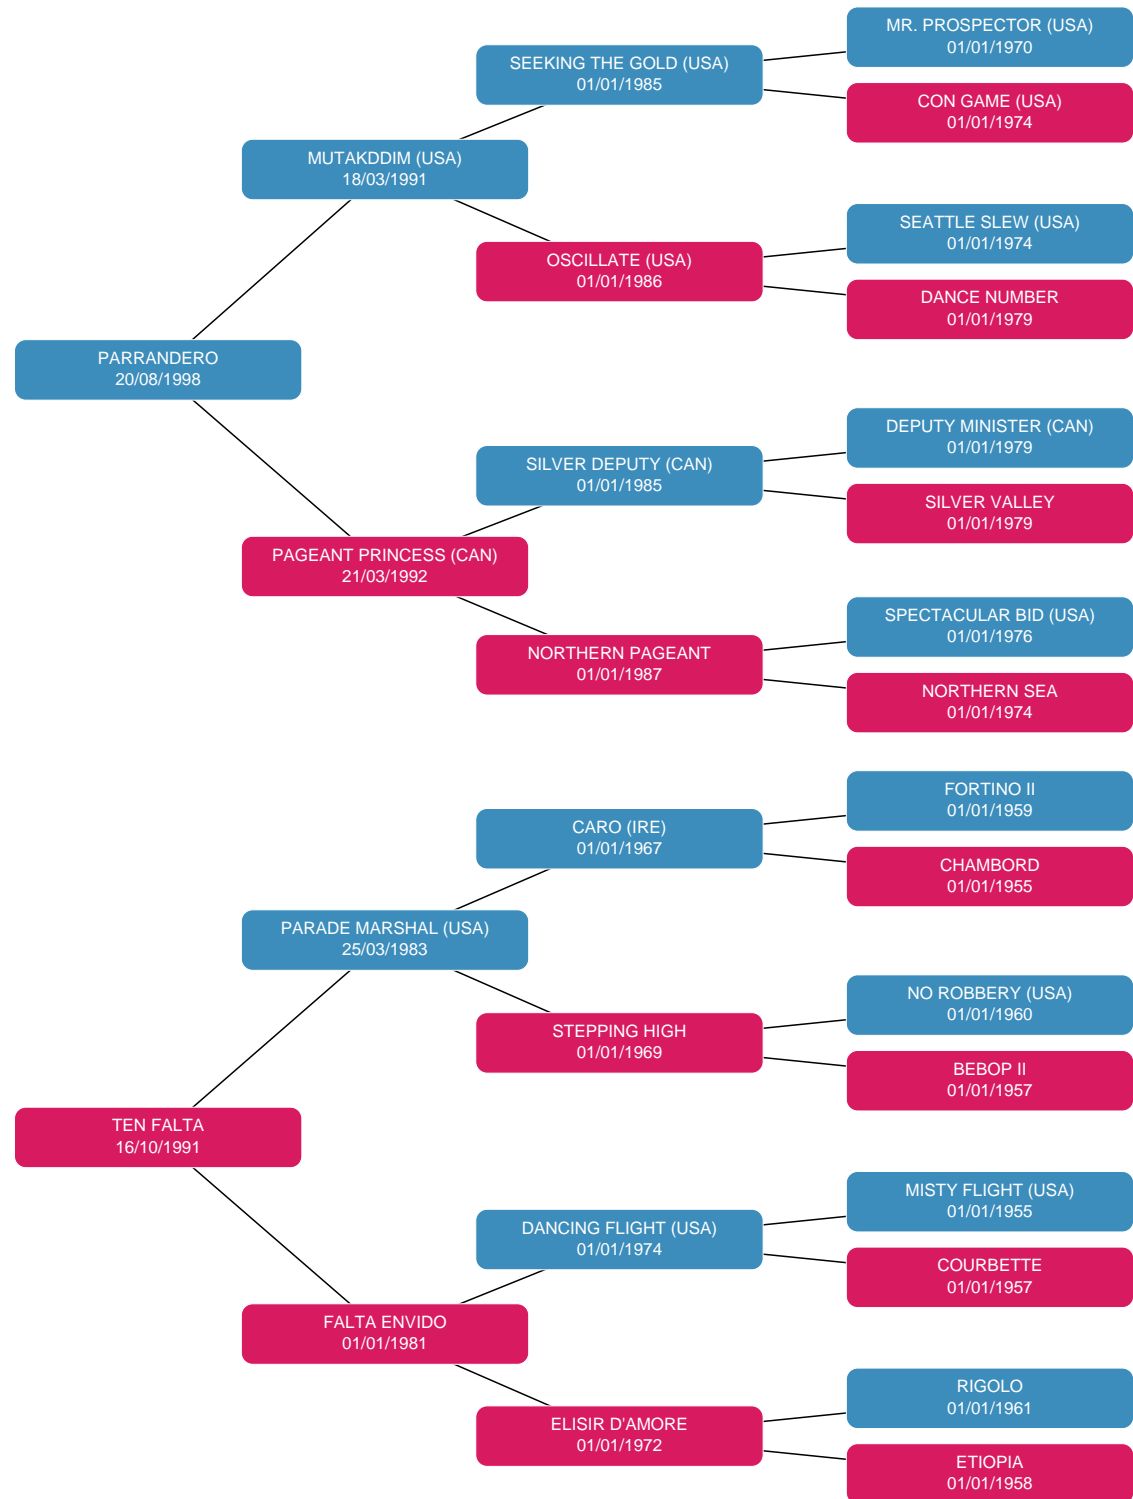 MR. PROSPECTOR (USA)
01/01/1970
SEEKING THE GOLD (USA)
01/01/1985
CON GAME (USA)
01/01/1974
MUTAKDDIM (USA)
18/03/1991
SEATTLE SLEW (USA)
01/01/1974
OSCILLATE (USA)
01/01/1986
DANCE NUMBER
01/01/1979
PARRANDERO
20/08/1998
DEPUTY MINISTER (CAN)
01/01/1979
SILVER DEPUTY (CAN)
01/01/1985
SILVER VALLEY
01/01/1979
PAGEANT PRINCESS (CAN)
21/03/1992
SPECTACULAR BID (USA)
01/01/1976
NORTHERN PAGEANT
01/01/1987
NORTHERN SEA
01/01/1974
FORTINO II
01/01/1959
CARO (IRE)
01/01/1967
CHAMBORD
01/01/1955
PARADE MARSHAL (USA)
25/03/1983
NO ROBBERY (USA)
01/01/1960
STEPPING HIGH
01/01/1969
BEBOP II
01/01/1957
TEN FALTA
16/10/1991
MISTY FLIGHT (USA)
01/01/1955
DANCING FLIGHT (USA)
01/01/1974
COURBETTE
01/01/1957
FALTA ENVIDO
01/01/1981
RIGOLO
01/01/1961
ELISIR D'AMORE
01/01/1972
ETIOPIA
01/01/1958